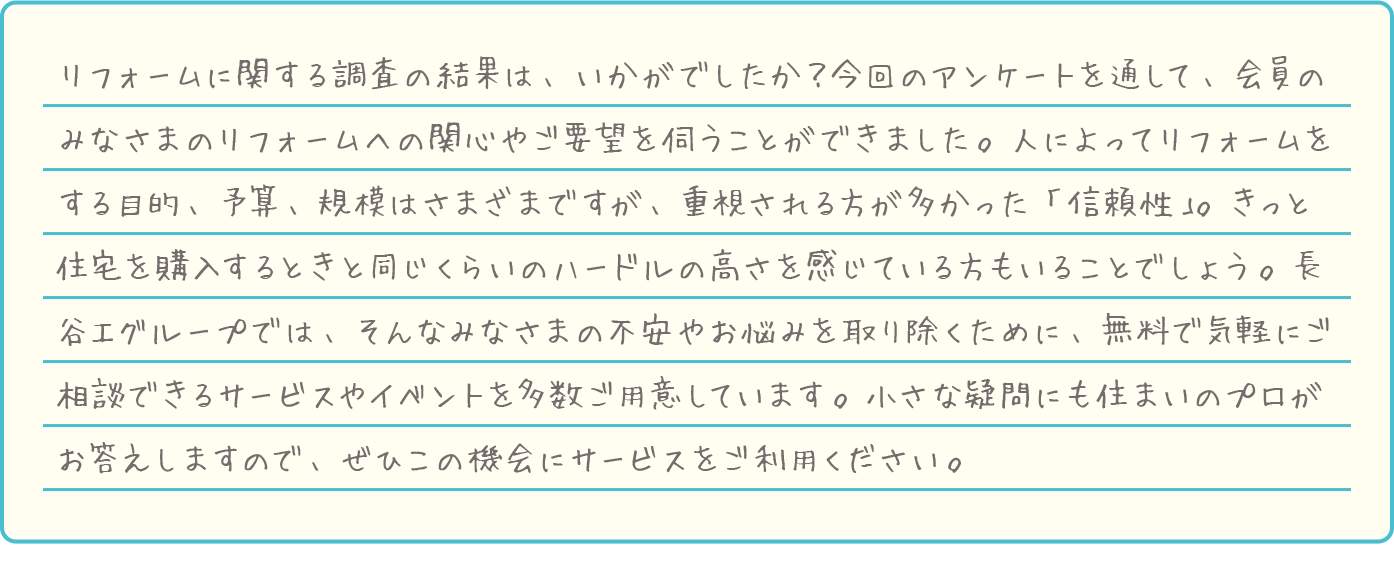 リフォームに関する調査の結果は、いかがでしたか？今回のアンケートを通して、会員の
みなさまのリフォームへの関心やご要望を伺うことができました。人によってリフォームを
する目的、予算、規模はさまざまですが、重視される方が多かった「信頼性」。きっと
住宅を購入するときと同じくらいのハードルの高さを感じている方もいることでしょう。長
谷工グループでは、そんなみなさまの不安やお悩みを取り除くために、無料で気軽にご
相談できるサービスやイベントを多数ご用意しています。小さな疑問にも住まいのプロが
お答えしますので、ぜひこの機会にサービスをご利用ください。